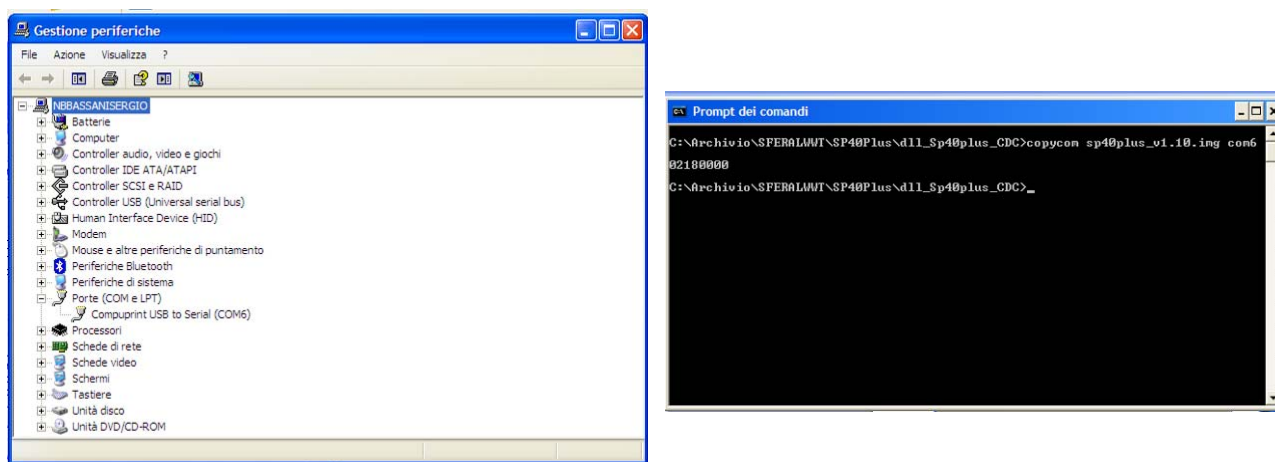 Gestione periferiche
File Azione Visualizza ?
NBBASSANISERGIO
Batterie
Computer
Controller audio, video e giochi
Controller IDE ATA/ATAPI
Controller SCSI e RAID
Controller USB (Universal serial bus)
Human Interface Device (HID)
Modem
Mouse e altre periferiche di puntamento
Periferiche Bluetooth
Periferiche di sistema
Porte (COM e LPT)
Compuprint USB to Serial (COM6)
Processori
Schede di rete
Schede video
Schermi
Tastiere
Unità disco
Unità DVD/CD-ROM
Prompt dei comandi
C:\Archivio\SFERALWWT\SP40Plus\dll_Sp40plus_CDC>copycom sp40plus_v1.10.img com6
02180000
C:\Archivio\SFERALWWT\SP40Plus\dll_Sp40plus_CDC>_